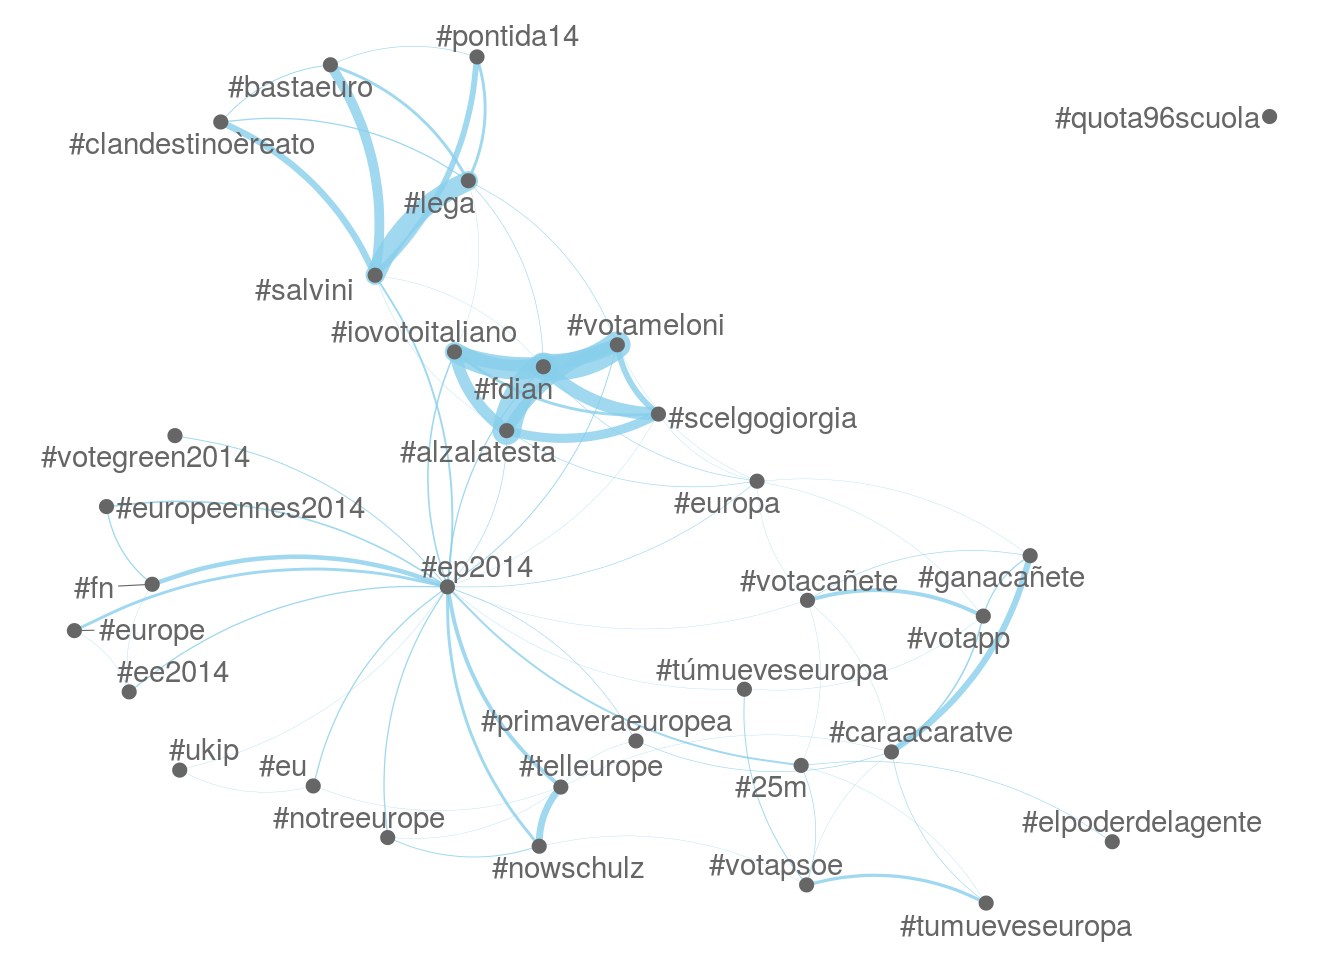 #pontida14
#bastaeuro
#quota96scuola
#clandestinoèreato
#lega
#salvini
#iovotoitaliano
#votameloni
#fdian
#scelgogiorgia
#alzalatesta
#votegreen2014
#europeennes2014
#europa
#ep2014
#fn
#votacañete
#ganacañete
#europe
#votapp
#ee2014
#túmueveseuropa
#primaveraeuropea
#caraacaratve
#ukip
#eu
#telleurope
#25m
#notreeurope
#elpoderdelagente
#nowschulz
#votapsoe
#tumueveseuropa